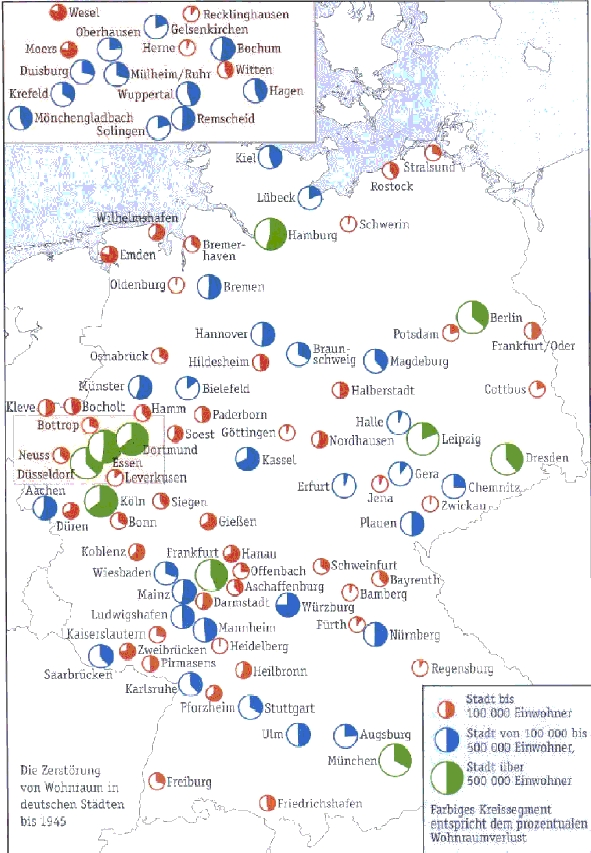 Wesel
Recklinghausen
Oberhausen
Gelsenkirchen
Moers
Herne
Bochum
Duisburg
Mülheim/Ruhr
Witten
Krefeld
Wuppertal
Hagen
Mönchengladbach
Remscheid
Solingen
Kiel
Stralsund
Rostock
Lübeck
Wilhelmshafen
Schwerin
Hamburg
Bremer-
haven
Emden
Oldenburg
Bremen
Berlin
Hannover
Potsdam
Frankfurt/Oder
Braun-
schweig
Osnabrück
Hildesheim
Magdeburg
Münster
Bielefeld
Halberstadt
Cottbus
Kleve
Bocholt
Hamm
Paderborn
Halle
Bottrop
Soest
Göttingen
Nordhausen
Leipzig
Neuss
Dortmund
Essen
Kassel
Dresden
Düsseldorf
Leverkusen
Gera
Aachen
Erfurt
Jena
Chemnitz
Köln
Siegen
Zwickau
Düren
Bonn
Gießen
Plauen
Koblenz
Frankfurt
Hanau
Wiesbaden
Offenbach
Schweinfurt
Aschaffenburg
Bayreuth
Mainz
Darmstadt
Bamberg
Würzburg
Ludwigshafen
Mannheim
Fürth
Nürnberg
Kaiserslautern
Heidelberg
Zweibrücken
Pirmasens
Heilbronn
Regensburg
Saarbrücken
Karlsruhe
Pforzheim
Stuttgart
Ulm
Augsburg
München
Freiburg
Friedrichshafen
Die Zerstörung
von Wohnraum in
deutschen Städten
bis 1945
Stadt bis
100 000 Einwohner
Stadt von 100 000 bis
500 000 Einwohner,
Stadt über
500 000 Einwohner
Farbiges Kreissegment
entspricht dem prozentualen
Wohnraumverlust